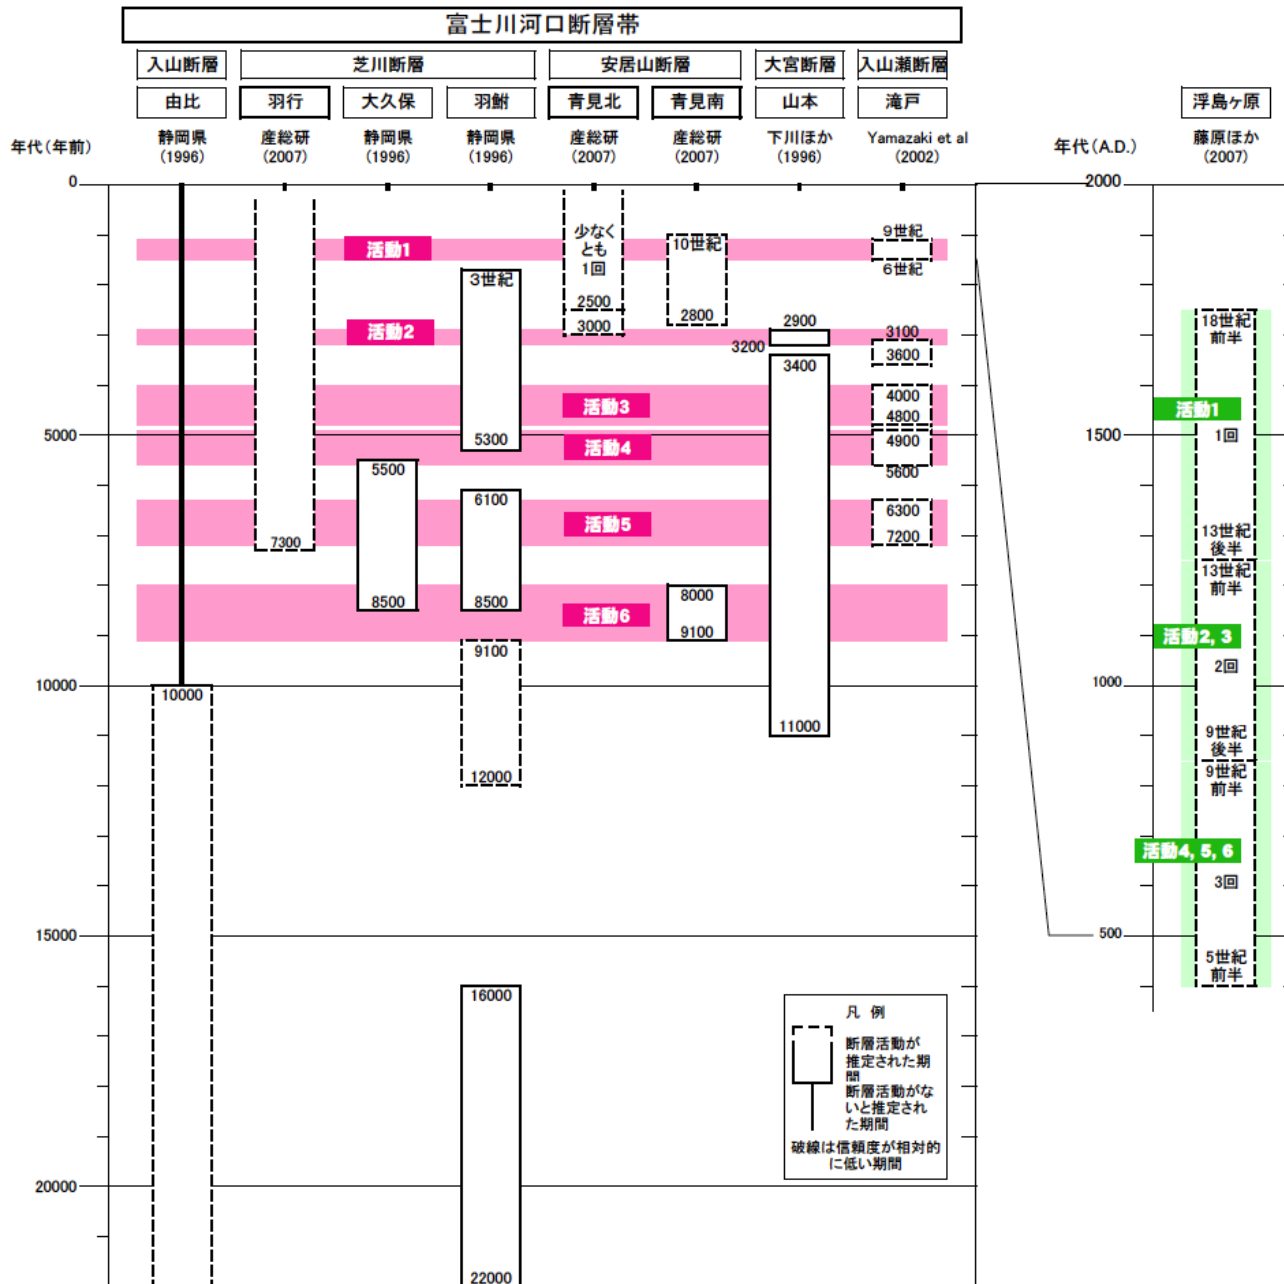 富士川河口断層帯
入山断層
芝川断層
安居山断層
大宮断層
入山瀬断層
由比
羽行
大久保
羽鮒
青見北
青見南
山本
滝戸
浮島ヶ原
年代(年前)
静岡県
(1996)
産総研
(2007)
静岡県
(1996)
静岡県
(1996)
産総研
(2007)
産総研
(2007)
下川ほか
(1996)
Yamazaki et al
(2002)
年代(A.D.)
藤原ほか
(2007)
0
5000
10000
15000
20000
活動1
活動2
活動3
活動4
活動5
活動6
10000
7300
5500
8500
3世紀
5300
6100
8500
9100
12000
16000
22000
少なく
とも
1回
2500
3000
10世紀
2800
8000
9100
2900
3200
3400
11000
9世紀
6世紀
3100
3600
4000
4800
4900
5600
6300
7200
2000
1500
1000
500
18世紀
前半
活動1
1回
13世紀
後半
13世紀
前半
活動2, 3
2回
9世紀
後半
9世紀
前半
活動4, 5, 6
3回
5世紀
前半
凡 例
断層活動が
推定された期
間
断層活動がな
いと推定され
た期間
破線は信頼度が相対的
に低い期間